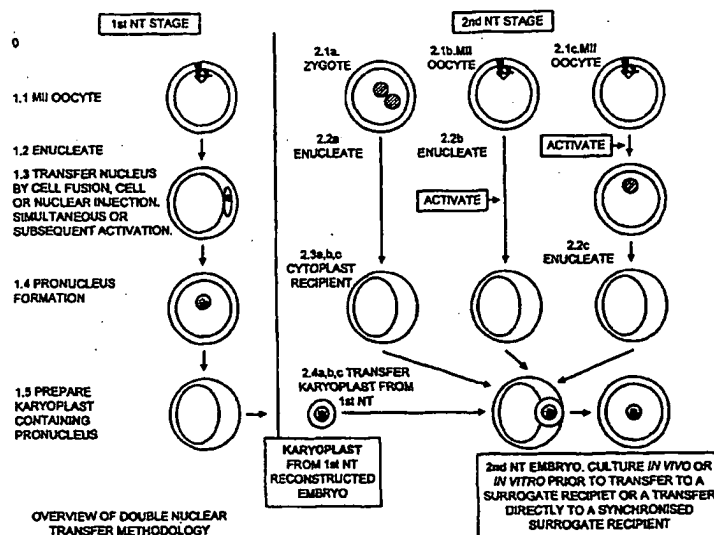 1st NT STAGE
2nd NT STAGE
0
1.1 MII OOCYTE
1.2 ENUCLEATE
1.3 TRANSFER NUCLEUS
BY CELL FUSION, CELL
OR NUCLEAR INJECTION.
SIMULTANEOUS OR
SUBSEQUENT ACTIVATION.
1.4 PRONUCLEUS
FORMATION
1.5 PREPARE
KARYOPLAST
CONTAINING
PRONUCLEUS
2.1a.
ZYGOTE
2.1b.MII
OOCYTE
2.1c.MII
OOCYTE
2.2a
ENUCLEATE
2.2b
ENUCLEATE
ACTIVATE
ACTIVATE
2.2c
ENUCLEATE
2.3a,b,c
CYTOPLAST
RECIPIENT
2.4a,b,c TRANSFER
KARYOPLAST FROM
1st NT
KARYOPLAST
FROM 1st NT
RECONSTRUCTED
EMBRYO
2nd NT EMBRYO. CULTURE IN VIVO OR
IN VITRO PRIOR TO TRANSFER TO A
SURROGATE RECIPIET OR A TRANSFER
DIRECTLY TO A SYNCHRONISED
SURROGATE RECIPIENT
OVERVIEW OF DOUBLE NUCLEAR
TRANSFER METHODOLOGY